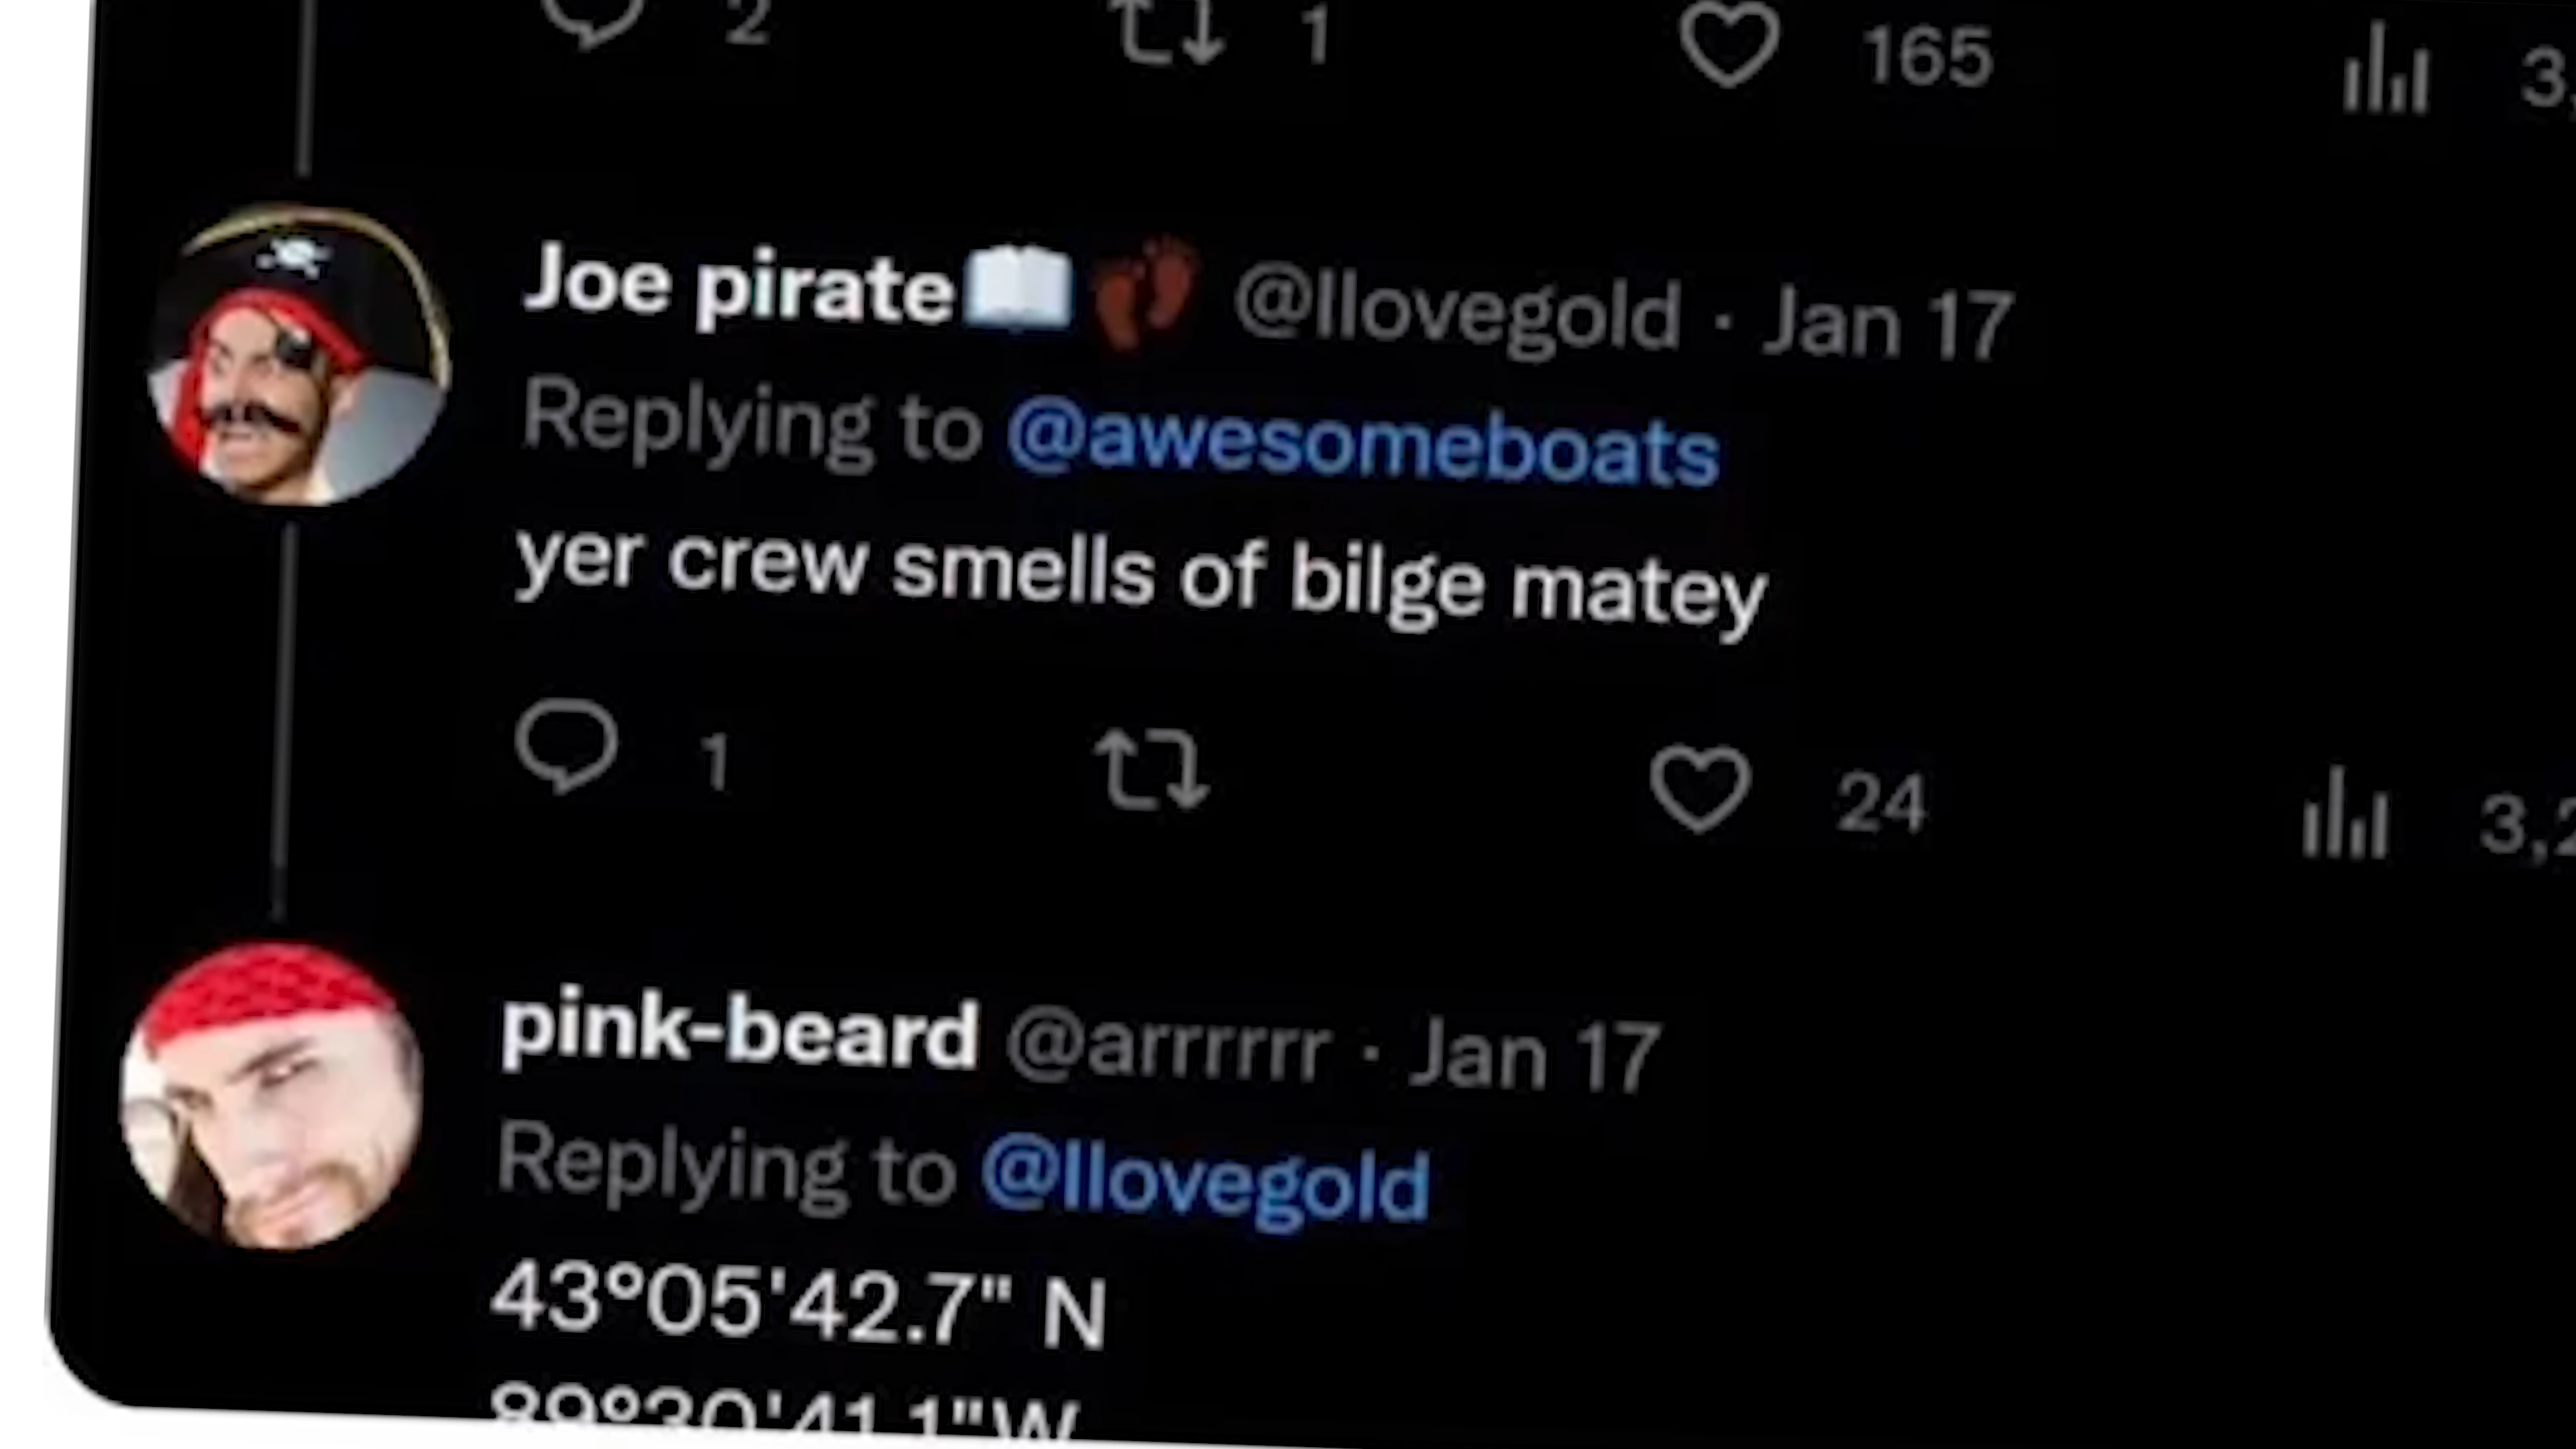 2 1 165 3,
Joe pirate📖👣 @Ilovegold · Jan 17
Replying to @awesomeboats
yer crew smells of bilge matey
1 24 3,2
pink-beard @arrrrrr · Jan 17
Replying to @Ilovegold
43°05'42.7" N
89°30'41.1"W